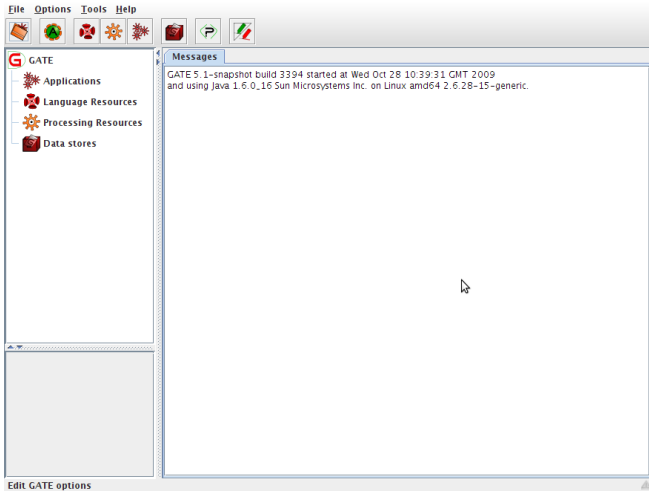 File Options Tools Help
GATE
Applications
Language Resources
Processing Resources
Data stores
Messages
GATE 5.1-snapshot build 3394 started at Wed Oct 28 10:39:31 GMT 2009
and using Java 1.6.0_16 Sun Microsystems Inc. on Linux amd64 2.6.28-15-generic.
Edit GATE options